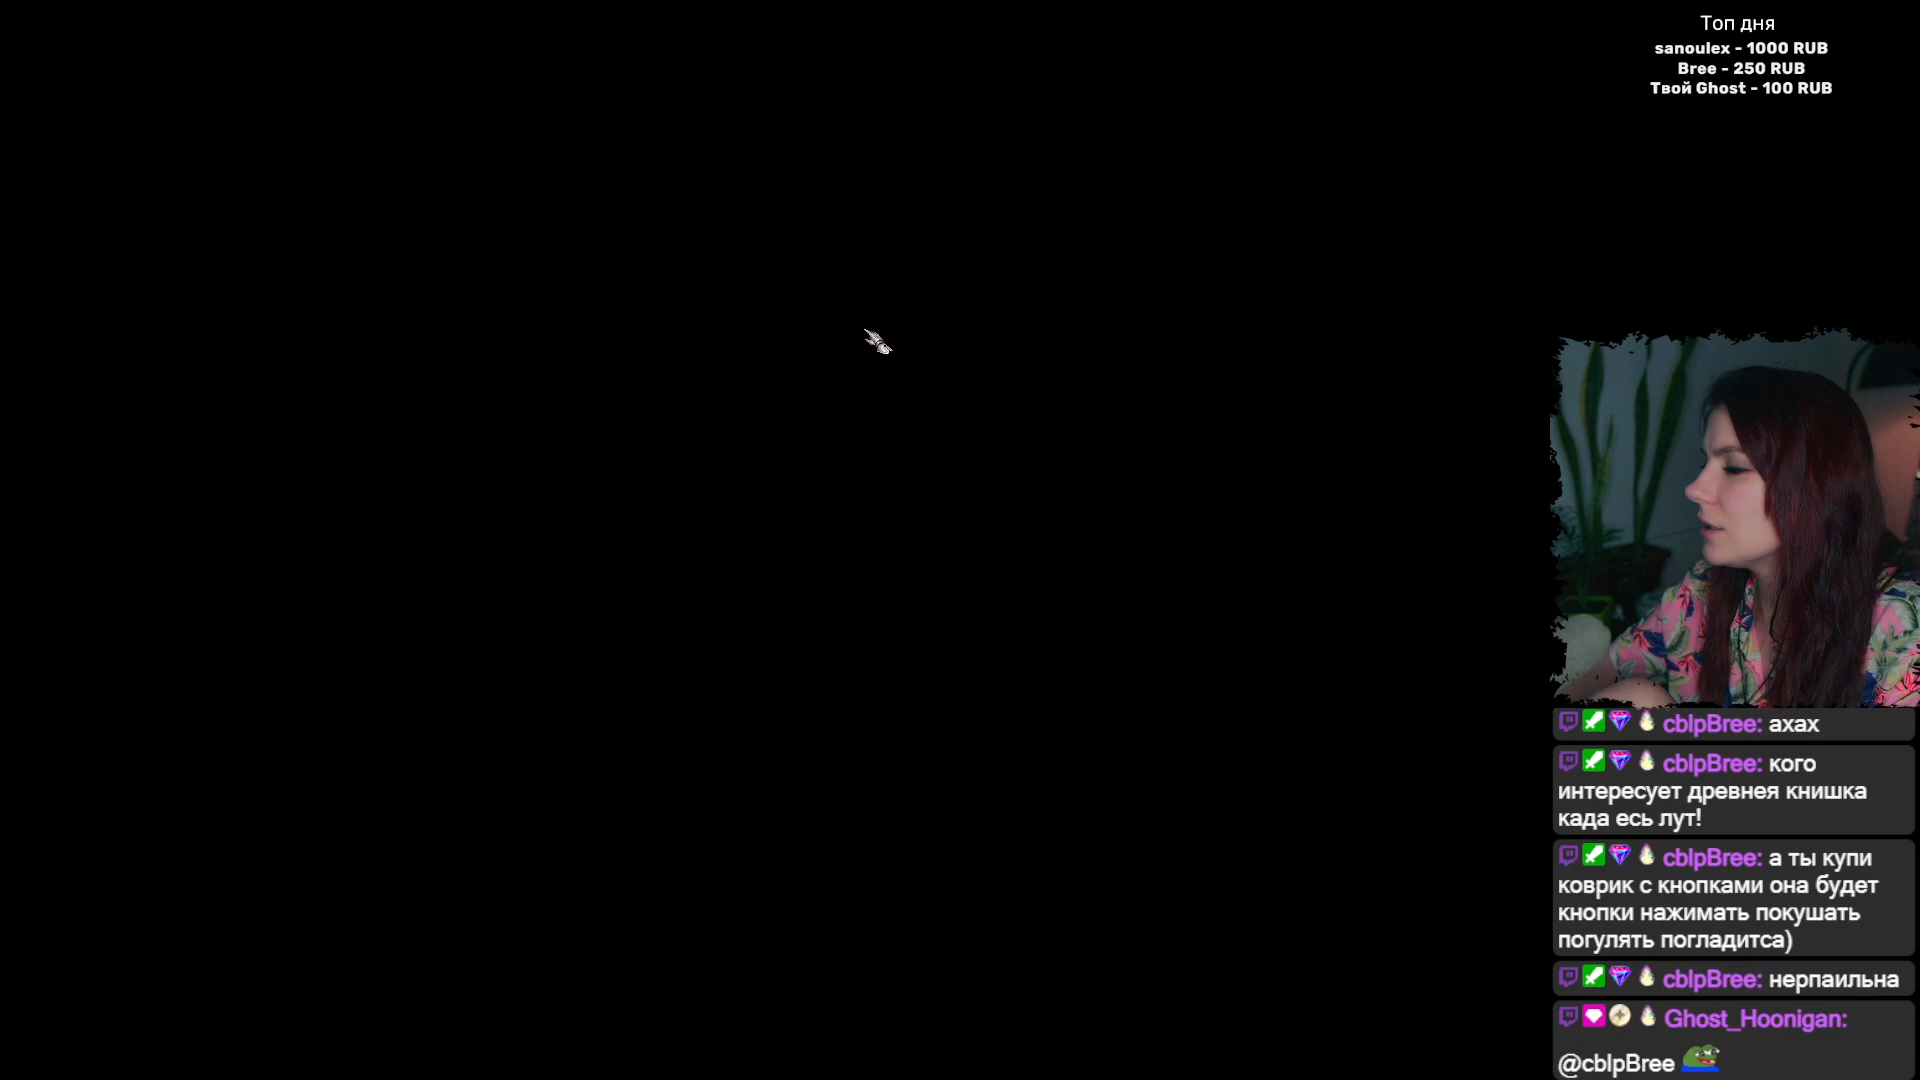 Топ дня
sanoulex - 1000 RUB
Bree - 250 RUB
Твой Ghost - 100 RUB
cblpBree: ахах
cblpBree: кого
интересует древнея книшка
када есь лут!
cblpBree: а ты купи
коврик с кнопками она будет
кнопки нажимать покушать
погулять погладитса)
cblpBree: нерпаильна
Ghost_Hoonigan:
@cblpBree